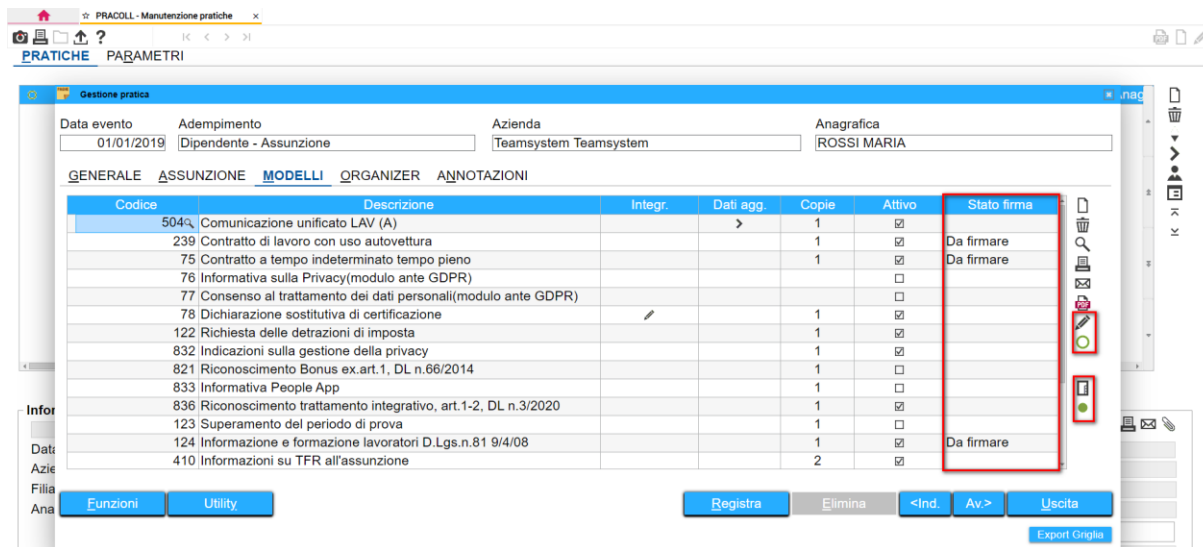 ☆ PRACOLL - Manutenzione pratiche ×
PRATICHE PARAMETRI
Gestione pratica
Anag
Data evento Adempimento Azienda Anagrafica
01/01/2019 Dipendente - Assunzione Teamsystem Teamsystem ROSSI MARIA
GENERALE ASSUNZIONE MODELLI ORGANIZER ANNOTAZIONI
Codice Descrizione Integr. Dati agg. Copie Attivo Stato firma
504 Comunicazione unificato LAV (A) > 1
239 Contratto di lavoro con uso autovettura 1 Da firmare
75 Contratto a tempo indeterminato tempo pieno 1 Da firmare
76 Informativa sulla Privacy(modulo ante GDPR)
77 Consenso al trattamento dei dati personali(modulo ante GDPR)
78 Dichiarazione sostitutiva di certificazione 1
122 Richiesta delle detrazioni di imposta 1
832 Indicazioni sulla gestione della privacy 1
821 Riconoscimento Bonus ex.art.1, DL n.66/2014 1
833 Informativa People App 1
836 Riconoscimento trattamento integrativo, art.1-2, DL n.3/2020 1
123 Superamento del periodo di prova 1
124 Informazione e formazione lavoratori D.Lgs.n.81 9/4/08 1 Da firmare
410 Informazioni su TFR all'assunzione 2
Infor
Data
Azie
Filia
Ana
Funzioni Utility Registra Elimina <Ind. Av.> Uscita
Export Griglia